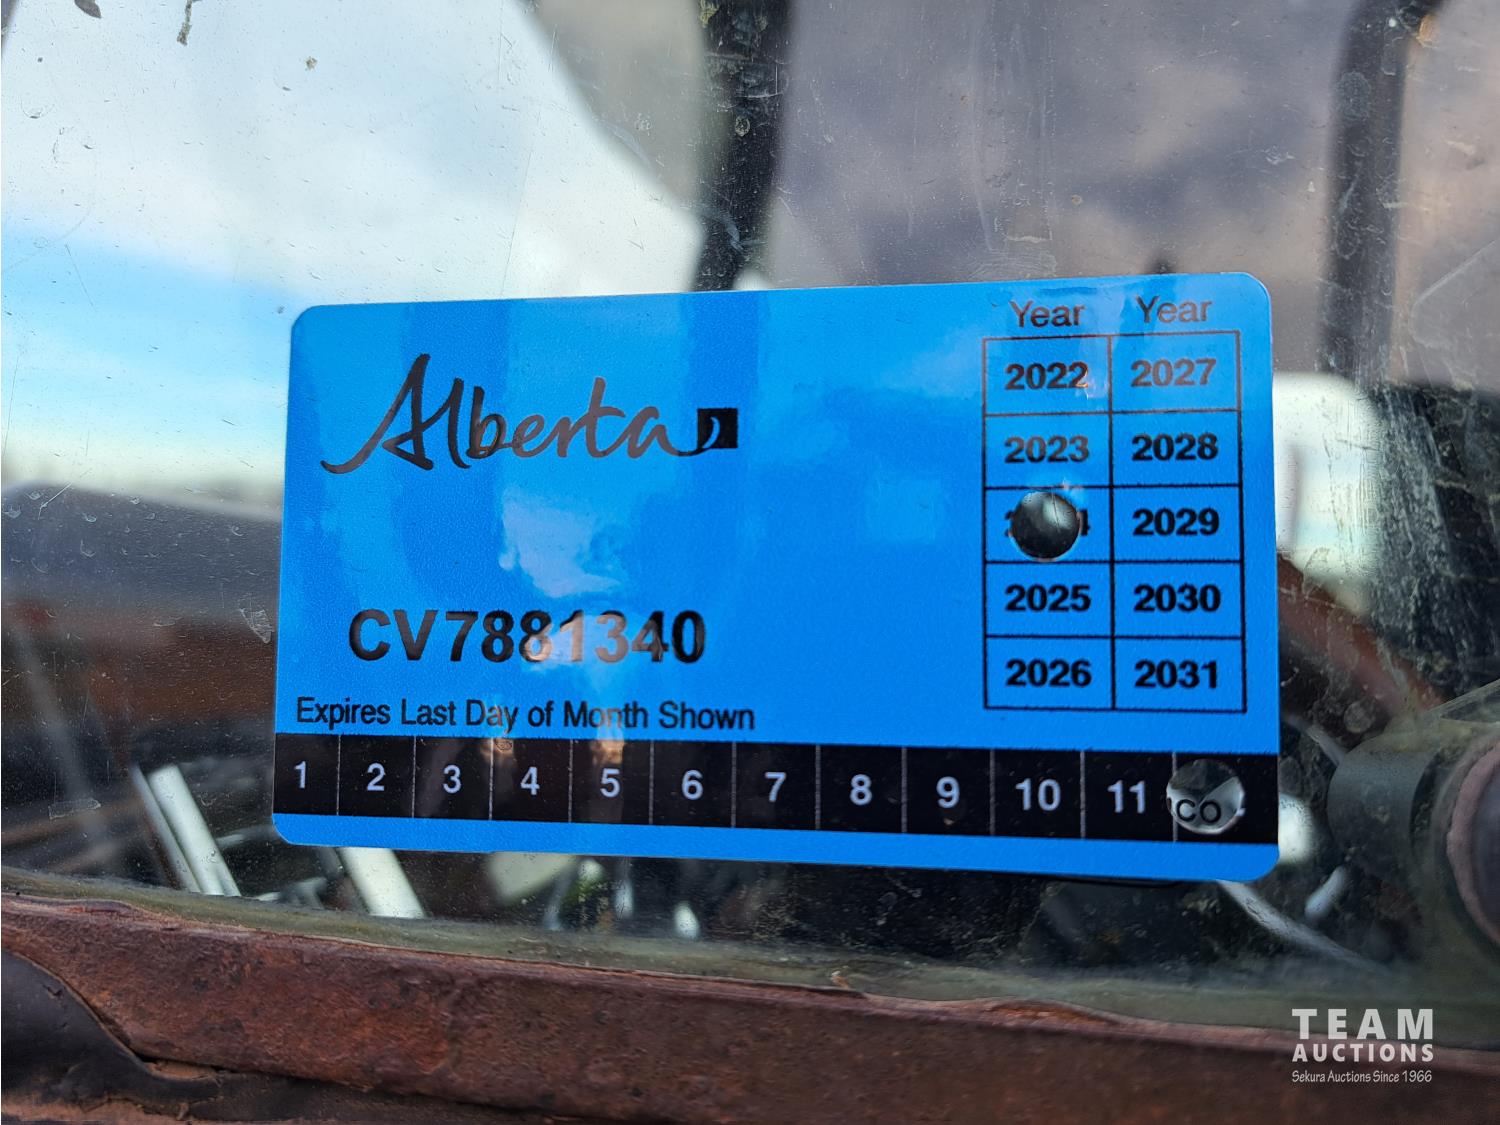 Alberta
Year Year
2022 2027
2023 2028
2029
2025 2030
2026 2031
CV7881340
Expires Last Day of Month Shown
1 2 3 4 5 6 7 8 9 10 11
CO
TEAM
AUCTIONS
Sekura Auctions Since 1966